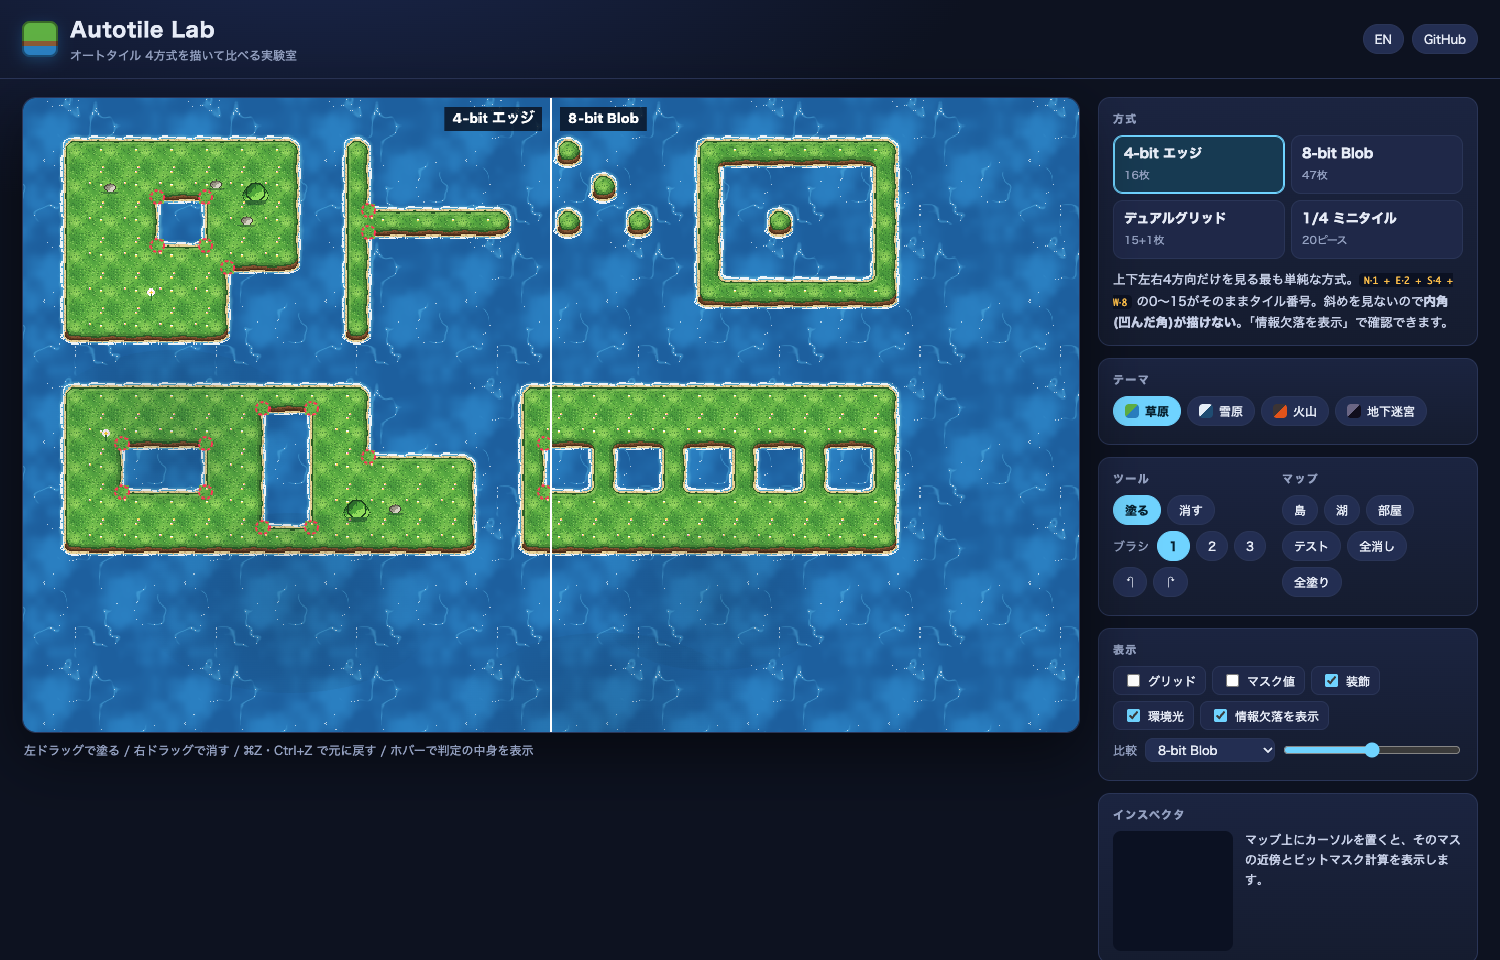 Autotile Lab
オートタイル 4方式を描いて比べる実験室
EN
GitHub
4-bit エッジ
8-bit Blob
左ドラッグで塗る / 右ドラッグで消す / ⌘Z・Ctrl+Z で元に戻す / ホバーで判定の中身を表示
方式
4-bit エッジ
16枚
8-bit Blob
47枚
デュアルグリッド
15+1枚
1/4 ミニタイル
20ピース
上下左右4方向だけを見る最も単純な方式。 N·1 + E·2 + S·4 +
W·8 の0〜15がそのままタイル番号。斜めを見ないので内角
(凹んだ角)が描けない。「情報欠落を表示」で確認できます。
テーマ
草原
雪原
火山
地下迷宮
ツール
塗る
消す
ブラシ
1
2
3
↰
↱
マップ
島
湖
部屋
テスト
全消し
全塗り
表示
グリッド
マスク値
装飾
環境光
情報欠落を表示
比較
8-bit Blob
インスペクタ
マップ上にカーソルを置くと、そのマス
の近傍とビットマスク計算を表示しま
す。